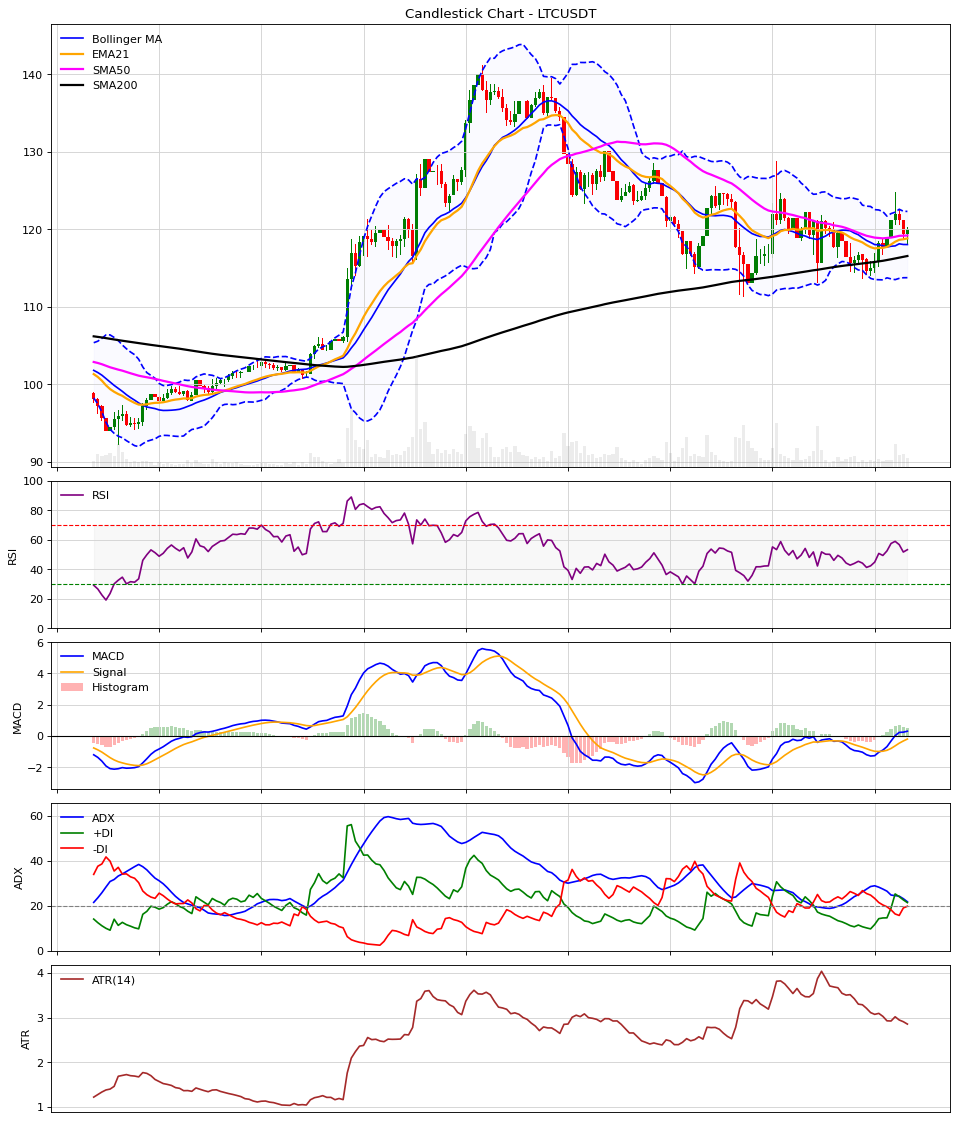 Candlestick Chart - LTCUSDT
Bollinger MA
EMA21
SMA50
SMA200
140
130
120
110
100
90
RSI
100
80
60
40
20
0
RSI
MACD
Signal
Histogram
6
4
2
0
−2
MACD
ADX
+DI
-DI
60
40
20
0
ADX
ATR(14)
4
3
2
1
ATR